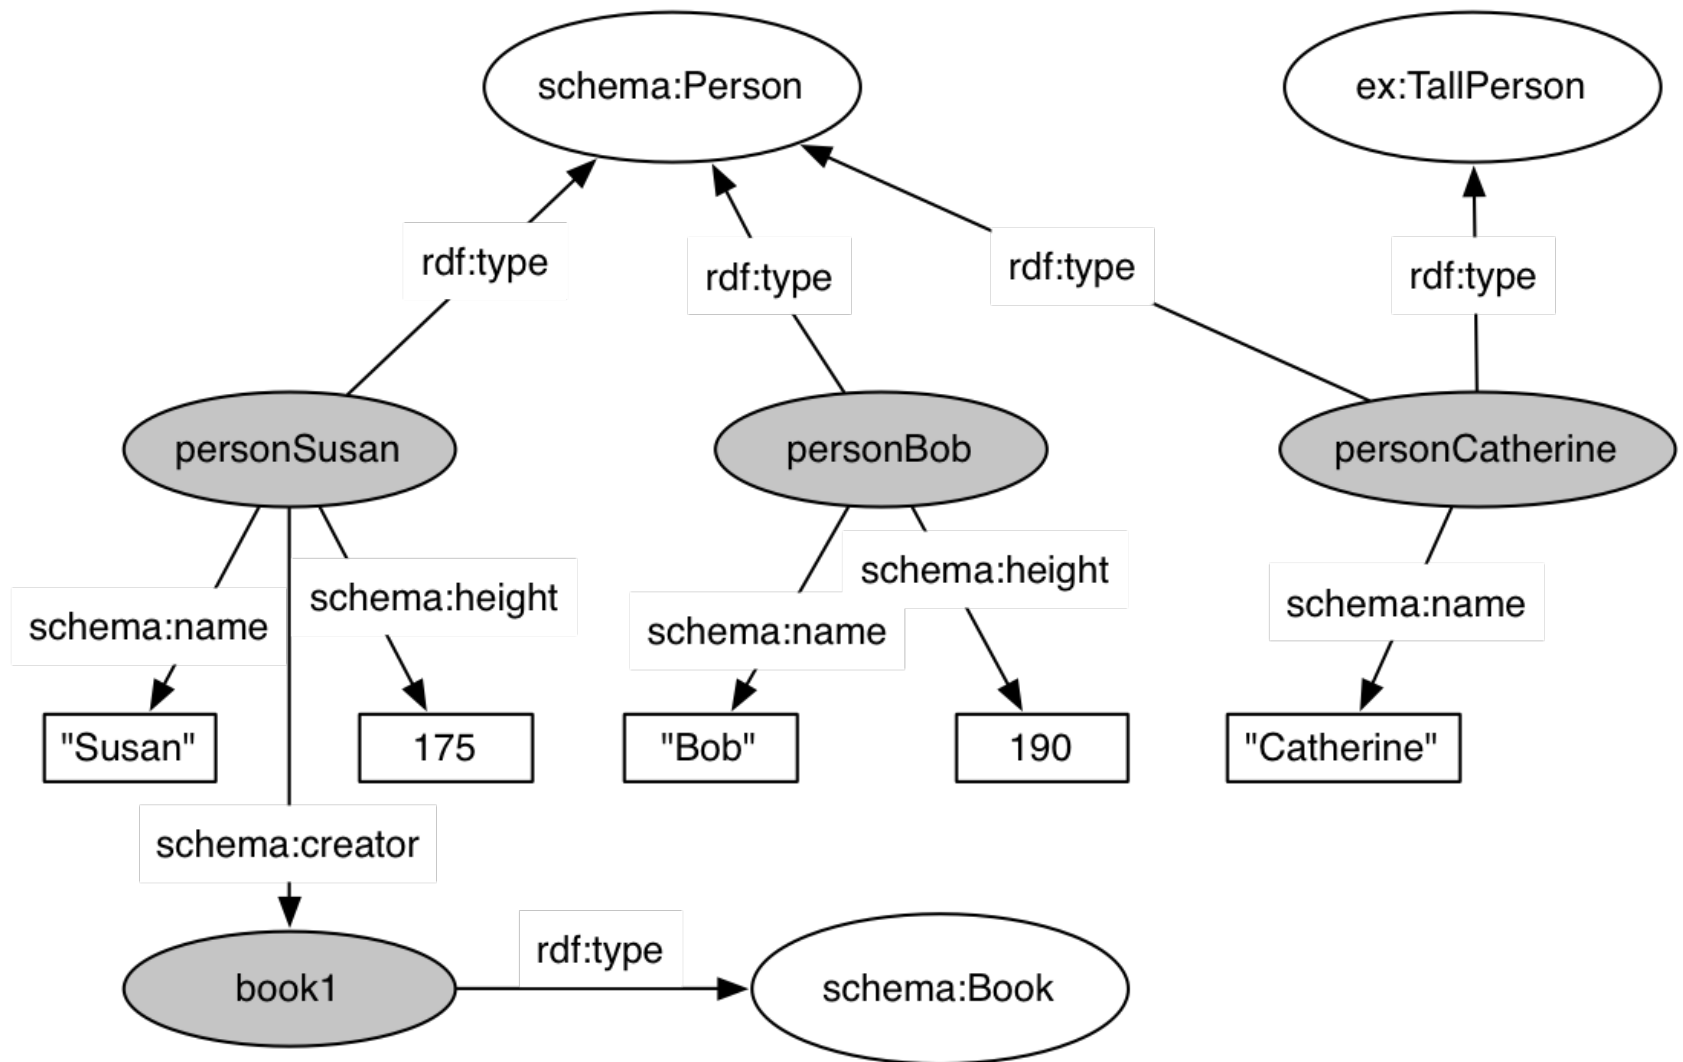 schema:Person
ex:TallPerson
rdf:type
rdf:type
rdf:type
rdf:type
personSusan
personBob
personCatherine
schema:name
schema:height
schema:name
schema:height
schema:name
"Susan"
175
"Bob"
190
"Catherine"
schema:creator
book1
rdf:type
schema:Book